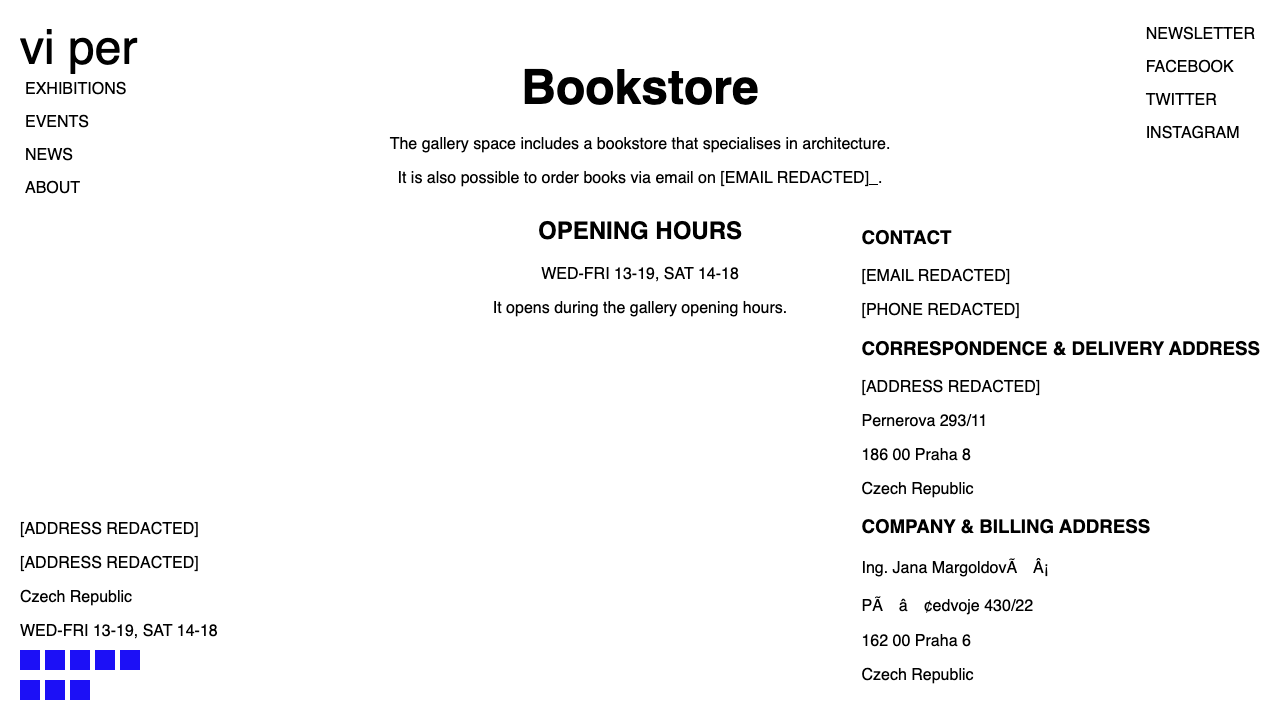 vi per
EXHIBITIONS
EVENTS
NEWS
ABOUT
NEWSLETTER
FACEBOOK
TWITTER
INSTAGRAM
Bookstore
The gallery space includes a bookstore that specialises in architecture.
It is also possible to order books via email on [EMAIL REDACTED]_.
OPENING HOURS
WED-FRI 13-19, SAT 14-18
It opens during the gallery opening hours.
CONTACT
[EMAIL REDACTED]
[PHONE REDACTED]
CORRESPONDENCE & DELIVERY ADDRESS
[ADDRESS REDACTED]
Pernerova 293/11
186 00 Praha 8
Czech Republic
COMPANY & BILLING ADDRESS
Ing. Jana MargoldovÃ Â¡
PÃ â ¢edvoje 430/22
162 00 Praha 6
Czech Republic
[ADDRESS REDACTED]
[ADDRESS REDACTED]
Czech Republic
WED-FRI 13-19, SAT 14-18